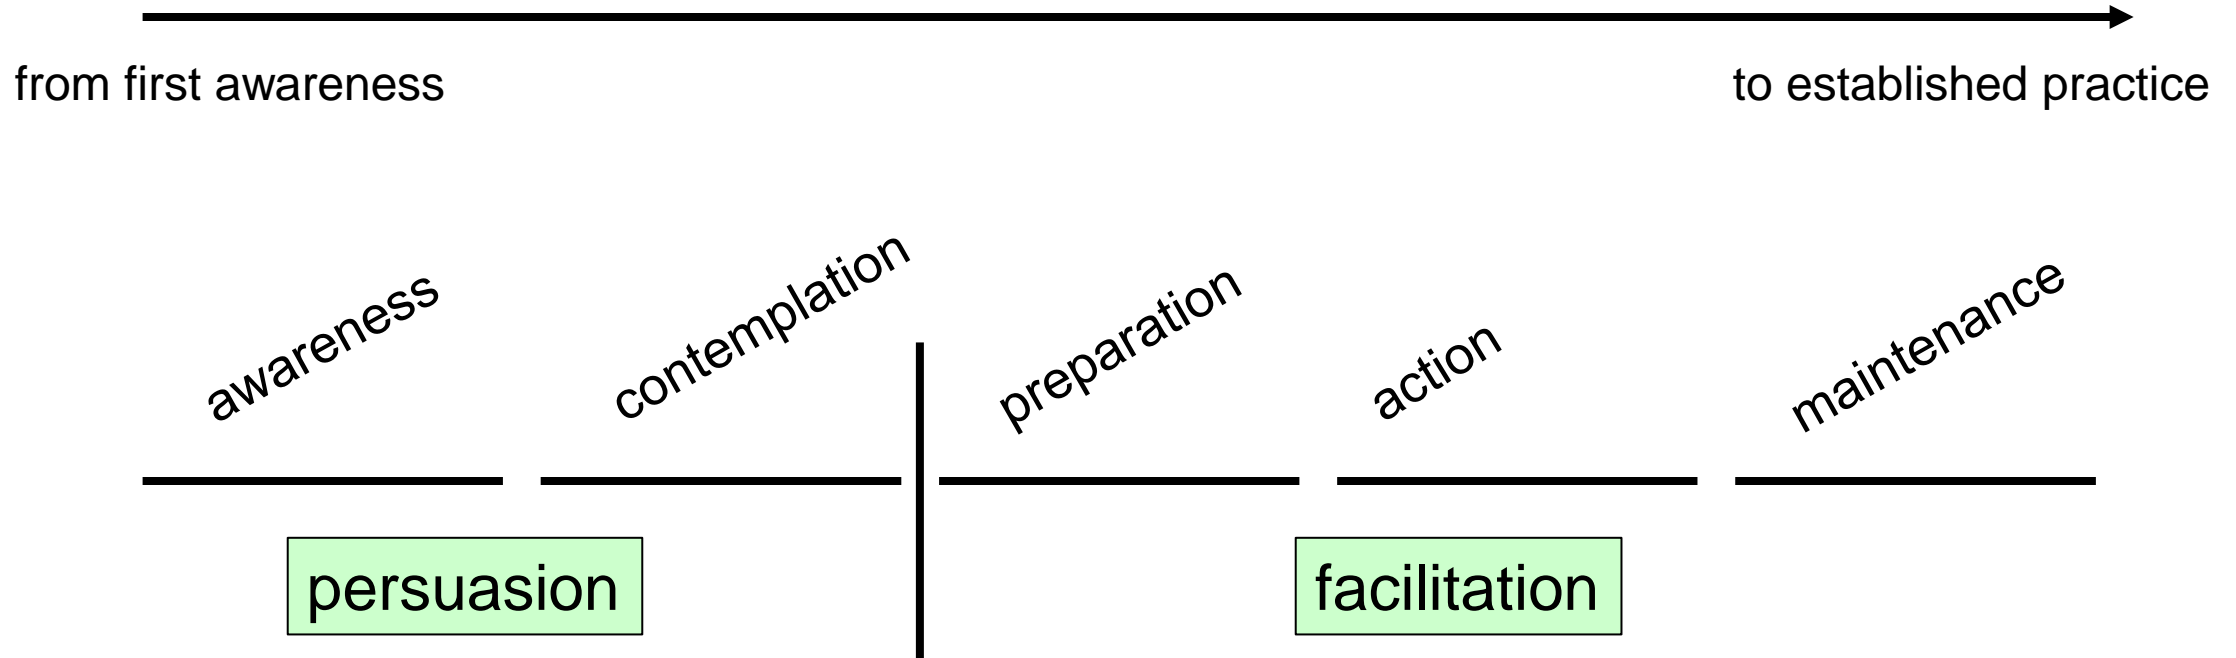 from first awareness
to established practice
awareness
contemplation
preparation
action
maintenance
persuasion
facilitation